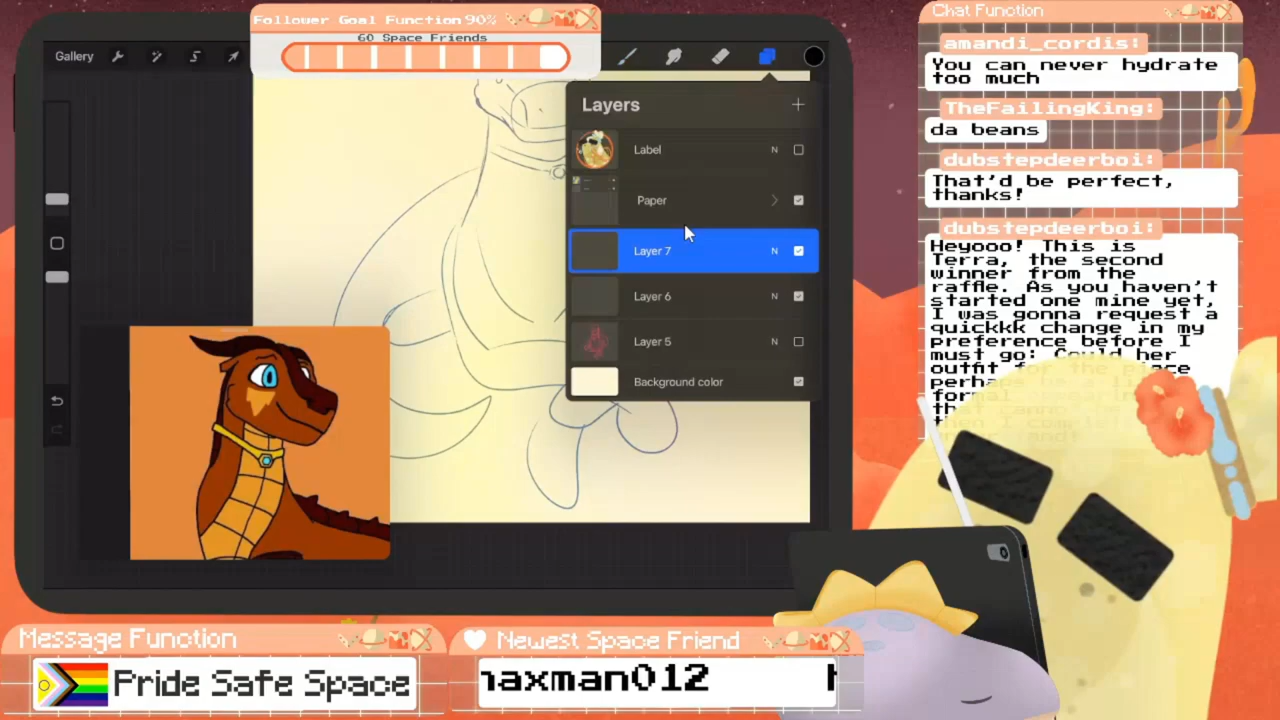 Follower Goal Function 90%
60 Space Friends
Gallery
Layers
Label
N
Paper
Layer 7
N
Layer 6
N
Layer 5
N
Background color
Chat Function
amandi_cordis:
You can never hydrate
too much
TheFailingKing:
da beans
dubstepdeerboi:
That'd be perfect,
thanks!
dubstepdeerboi:
Heyooo! This is
Terra, the second
winner from the
raffle. As you haven't
started one mine yet,
I was gonna request a
quickkk change in my
preference before I
must go: Could her
outfit for the piece
perhaps
Message Function
Pride Safe Space
Newest Space Friend
axman012